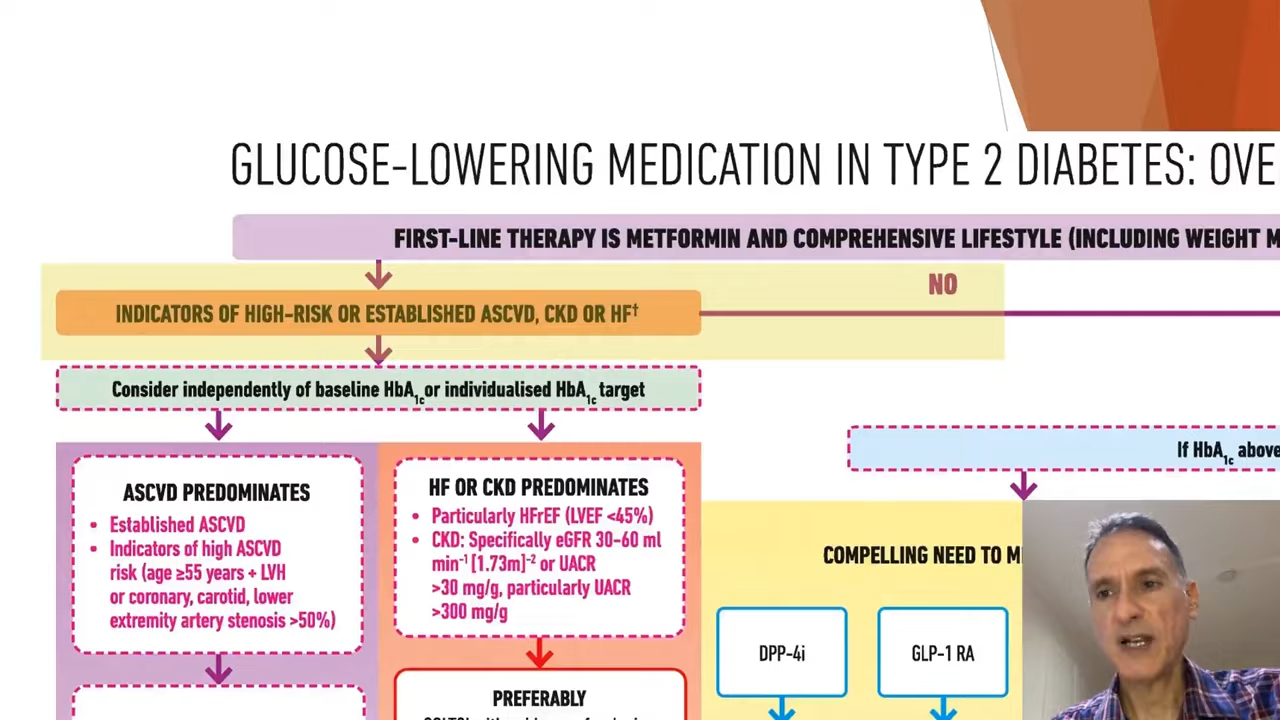 GLUCOSE-LOWERING MEDICATION IN TYPE 2 DIABETES:
FIRST-LINE THERAPY IS METFORMIN AND COMPREHENSIVE LIFESTYLE (INCLUDING WEIGHT
NO
INDICATORS OF HIGH-RISK OR ESTABLISHED ASCVD, CKD OR HF†
Consider independently of baseline HbA1c or individualised HbA1c target
If HbA1c above
ASCVD PREDOMINATES
• Established ASCVD
• Indicators of high ASCVD
risk (age ≥55 years + LVH
or coronary, carotid, lower
extremity artery stenosis >50%)
HF OR CKD PREDOMINATES
• Particularly HFrEF (LVEF <45%)
• CKD: Specifically eGFR 30-60 ml
min⁻¹ [1.73m]⁻² or UACR
>30 mg/g, particularly UACR
>300 mg/g
PREFERABLY
COMPELLING NEED TO
DPP-4i
GLP-1 RA